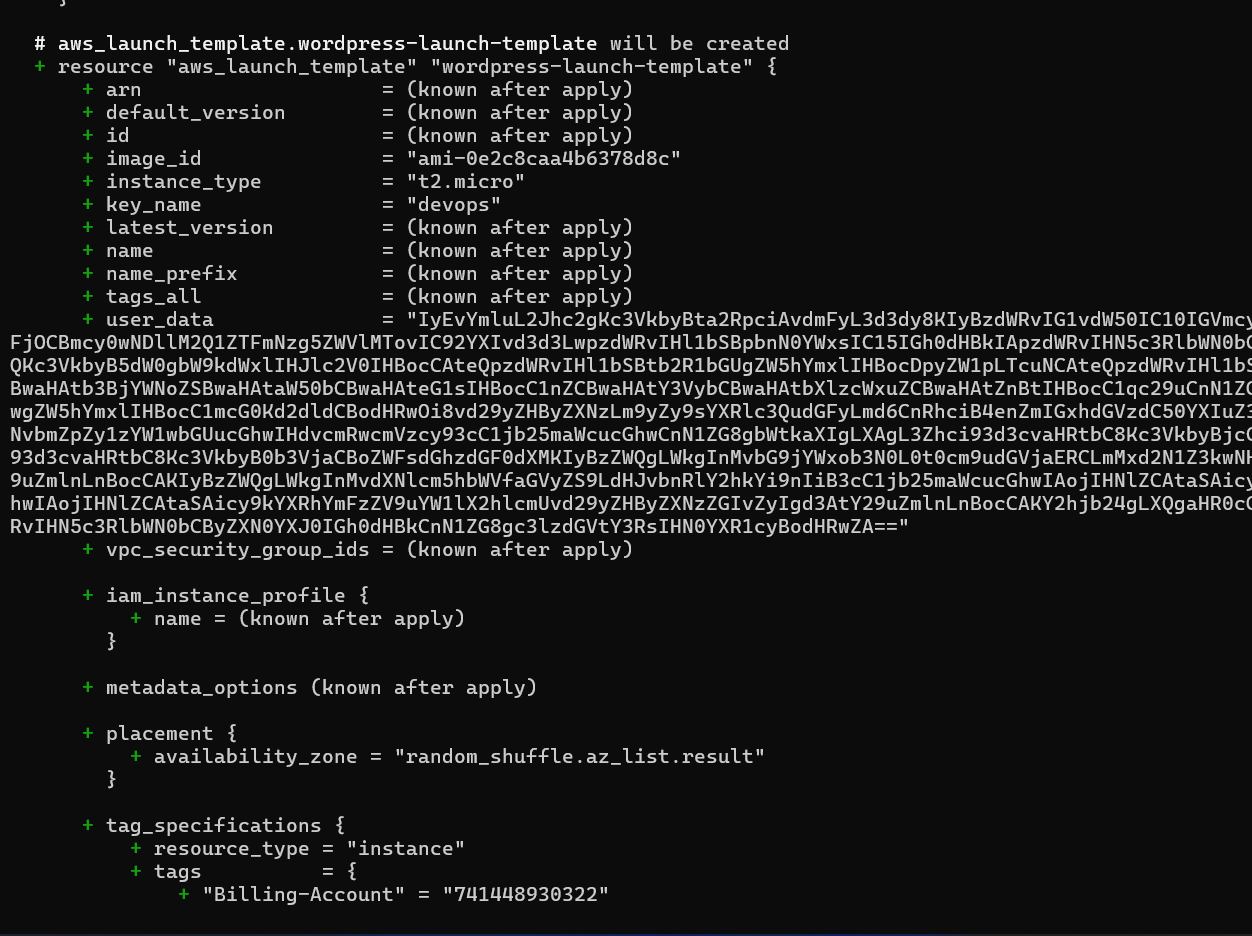 }
# aws_launch_template.wordpress-launch-template will be created
+ resource "aws_launch_template" "wordpress-launch-template" {
+ arn = (known after apply)
+ default_version = (known after apply)
+ id = (known after apply)
+ image_id = "ami-0e2c8caa4b6378d8c"
+ instance_type = "t2.micro"
+ key_name = "devops"
+ latest_version = (known after apply)
+ name = (known after apply)
+ name_prefix = (known after apply)
+ tags_all = (known after apply)
+ user_data = "IyEvYmluL2Jhc2gKc3VkbyBta2RpciAvdmFyL3d3dy8KIyBzdWRvIG1vdW50IC10IGVmcy
FjOCBmcy0wNDllM2Q1ZTFmNzg5ZWVlMTovIC92YXIvd3d3LwpzdWRvIHl1bSBpbnN0YWxsIC15IGh0dHBkIApzdWRvIHN5c3RlbWN0bC
QKc3VkbyB5dW0gbW9kdWxlIHJlc2V0IHBocCAteQpzdWRvIHl1bSBtb2R1bGUgZW5hYmxlIHBocDpyZW1pLTcuNCAteQpzdWRvIHl1bS
BwaHAtb3BjYWNoZSBwaHAtaW50bCBwaHAteG1sIHBocC1nZCBwaHAtY3VybCBwaHAtbXlzcWxuZCBwaHAtZnBtIHBocC1qc29uCnN1ZG
wgZW5hYmxlIHBocC1mcG0Kd2dldCBodHRwOi8vd29yZHByZXNzLm9yZy9sYXRlc3QudGFyLmd6CnRhciB4enZmIGxhdGVzdC50YXIuZ3
NvbmZpZy1zYW1wbGUucGhwIHdvcmRwcmVzcy93cC1jb25maWcucGhwCnN1ZG8gbWtkaXIgLXAgL3Zhci93d3cvaHRtbC8Kc3VkbyBjcC
93d3cvaHRtbC8Kc3VkbyB0b3VjaCBoZWFsdGhzdGF0dXMKIyBzZWQgLWkgInMvbG9jYWxob3N0L0t0cm9udGVjaERCLmMxd2N1Z3kwNH
9uZmlnLnBocCAKIyBzZWQgLWkgInMvdXNlcm5hbWVfaGVyZS9LdHJvbnRlY2hkYi9nIiB3cC1jb25maWcucGhwIAojIHNlZCAtaSAicy
hwIAojIHNlZCAtaSAicy9kYXRhYmFzZV9uYW1lX2hlcmUvd29yZHByZXNzZGIvZyIgd3AtY29uZmlnLnBocCAKY2hjb24gLXQgaHR0cG
RvIHN5c3RlbWN0bCByZXN0YXJ0IGh0dHBkCnN1ZG8gc3lzdGVtY3RsIHN0YXR1cyBodHRwZA=="
+ vpc_security_group_ids = (known after apply)
+ iam_instance_profile {
+ name = (known after apply)
}
+ metadata_options (known after apply)
+ placement {
+ availability_zone = "random_shuffle.az_list.result"
}
+ tag_specifications {
+ resource_type = "instance"
+ tags = {
+ "Billing-Account" = "741448930322"